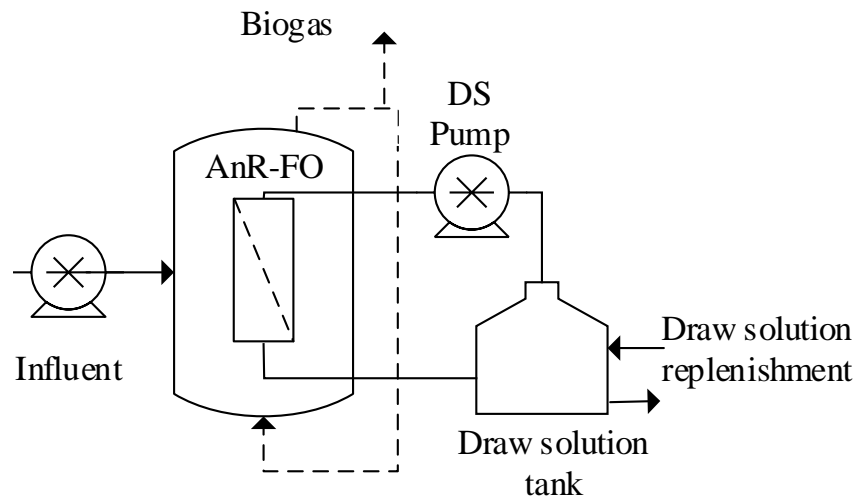 Biogas
DS
Pump
AnR-FO
Influent
Draw solution
replenishment
Draw solution
tank